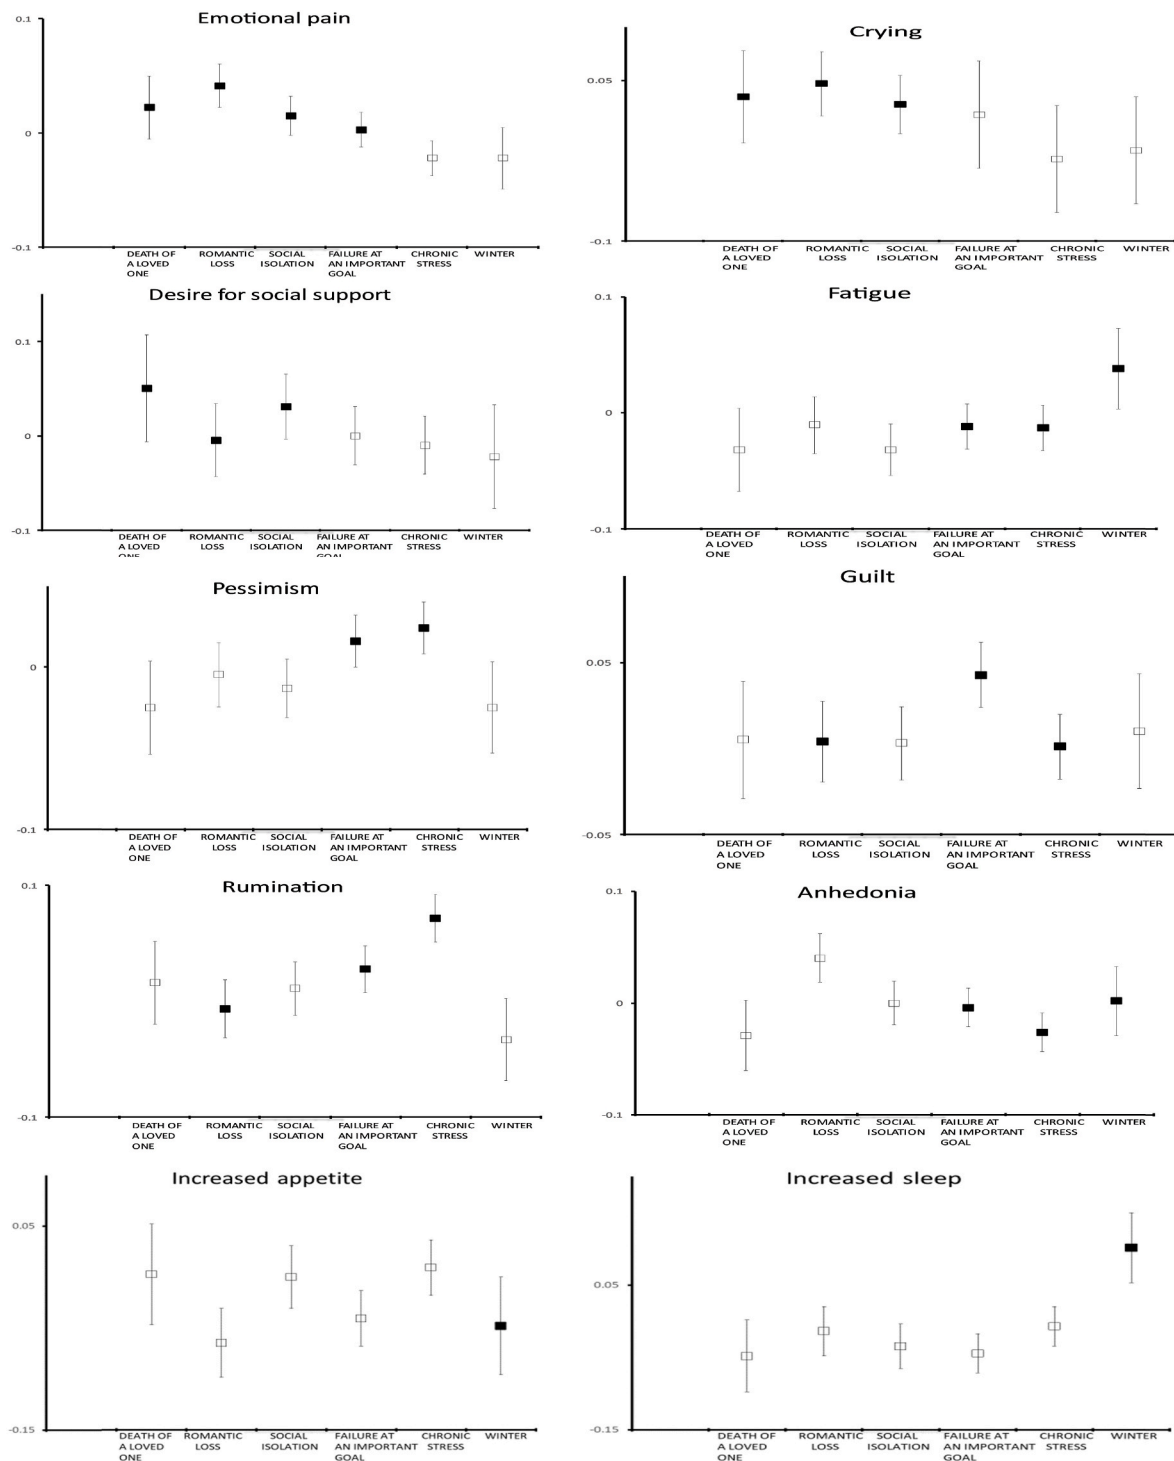 Emotional pain
0.1
0
-0.1
DEATH OF ROMANTIC SOCIAL FAILURE AT CHRONIC WINTER
A LOVED LOSS ISOLATION AN IMPORTANT STRESS
ONE GOAL
Crying
0.05
-0.1
DEATH OF ROMANTIC SOCIAL FAILURE AT CHRONIC WINTER
A LOVED LOSS ISOLATION AN IMPORTANT STRESS
ONE GOAL
Desire for social support
0.1
0
-0.1
DEATH OF ROMANTIC SOCIAL FAILURE AT CHRONIC WINTER
A LOVED LOSS ISOLATION AN IMPORTANT STRESS
ONE GOAL
Fatigue
0.1
0
-0.1
DEATH OF ROMANTIC SOCIAL FAILURE AT CHRONIC WINTER
A LOVED LOSS ISOLATION AN IMPORTANT STRESS
ONE GOAL
Pessimism
0
-0.1
DEATH OF ROMANTIC SOCIAL FAILURE AT CHRONIC WINTER
A LOVED LOSS ISOLATION AN IMPORTANT STRESS
ONE GOAL
Guilt
0.05
-0.05
DEATH OF ROMANTIC SOCIAL FAILURE AT CHRONIC WINTER
A LOVED LOSS ISOLATION AN IMPORTANT STRESS
ONE GOAL
Rumination
0.1
-0.1
DEATH OF ROMANTIC SOCIAL FAILURE AT CHRONIC WINTER
A LOVED LOSS ISOLATION AN IMPORTANT STRESS
ONE GOAL
Anhedonia
0.1
0
-0.1
DEATH OF ROMANTIC SOCIAL FAILURE AT CHRONIC WINTER
A LOVED LOSS ISOLATION AN IMPORTANT STRESS
ONE GOAL
Increased appetite
0.05
-0.15
DEATH OF ROMANTIC SOCIAL FAILURE AT CHRONIC WINTER
A LOVED LOSS ISOLATION AN IMPORTANT STRESS
ONE GOAL
Increased sleep
0.05
-0.15
DEATH OF ROMANTIC SOCIAL FAILURE AT CHRONIC WINTER
A LOVED LOSS ISOLATION AN IMPORTANT STRESS
ONE GOAL